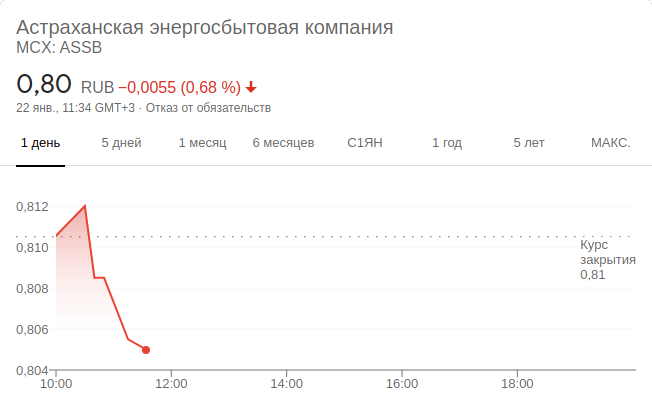 Астраханская энергосбытовая компания
MCX: ASSB
0,80 RUB −0,0055 (0,68 %)
22 янв., 11:34 GMT+3 · Отказ от обязательств
1 день 5 дней 1 месяц 6 месяцев С1ЯН 1 год 5 лет МАКС.
0,812
0,810
Курс
закрытия
0,81
0,808
0,806
0,804
10:00 12:00 14:00 16:00 18:00